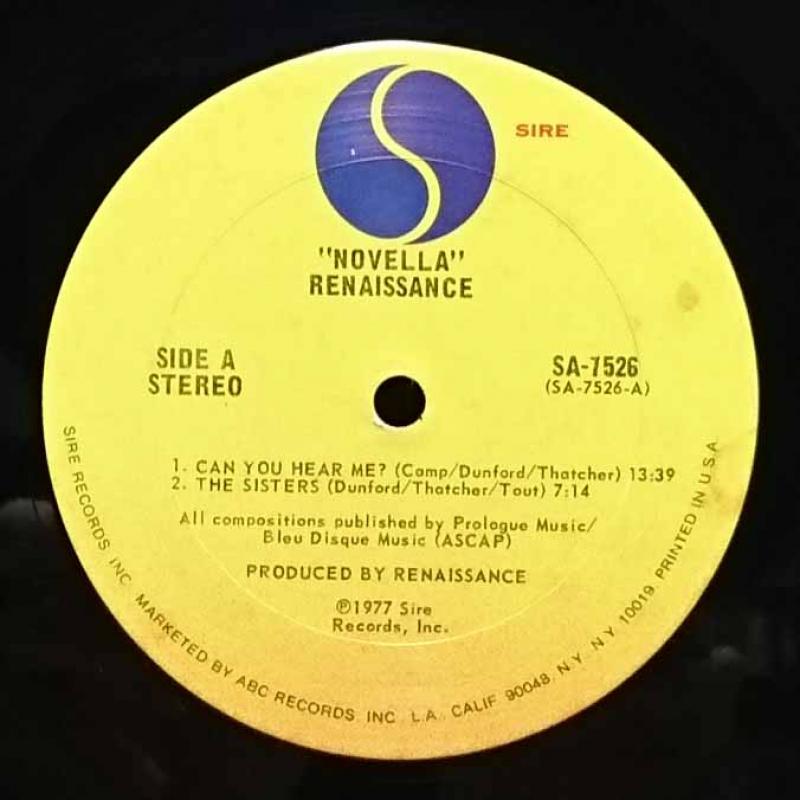 SIRE
"NOVELLA"
RENAISSANCE
SIDE A
STEREO
SA-7526
(SA-7526-A)
1. CAN YOU HEAR ME? (Camp/Dunford/Thatcher) 13:39
2. THE SISTERS (Dunford/Thatcher/Tout) 7:14
All compositions published by Prologue Music/
Bleu Disque Music (ASCAP)
PRODUCED BY RENAISSANCE
℗1977 Sire
Records, Inc.
SIRE RECORDS, INC. MARKETED BY ABC RECORDS, INC. L.A., CALIF. 90048, N.Y. N.Y. 10019. PRINTED IN U.S.A.